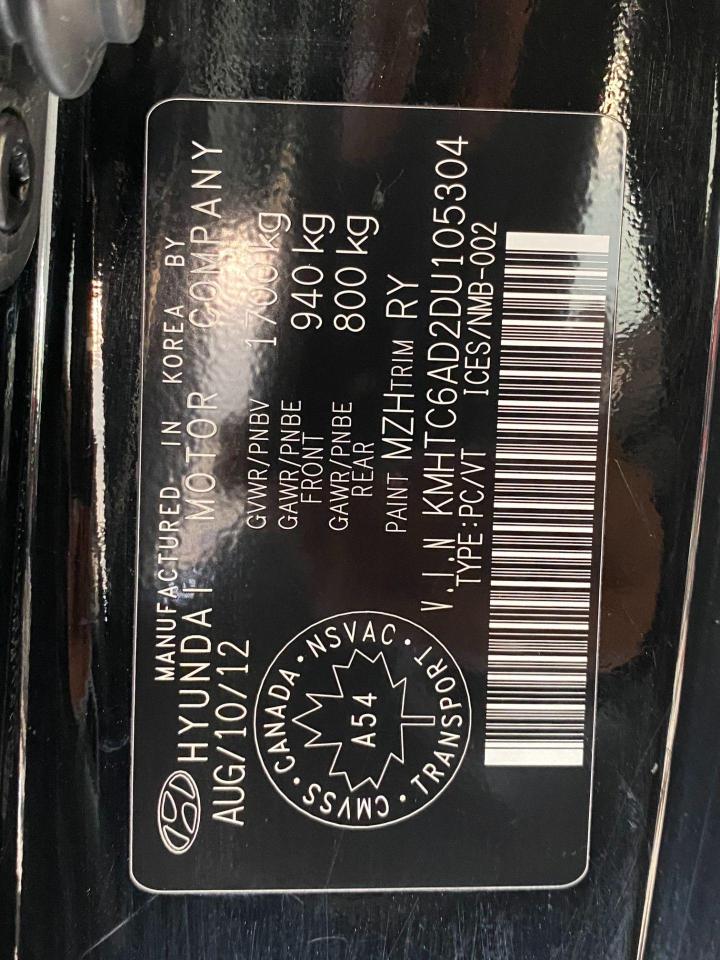 MANUFACTURED IN KOREA BY
HYUNDAI MOTOR COMPANY
AUG/10/12
GVWR/PNBV 1700 kg
GAWR/PNBE FRONT 940 kg
GAWR/PNBE REAR 800 kg
PAINT MZH TRIM RY
V.I.N KMHTC6AD2DU105304
TYPE:PC/VT ICES/NMB-002
CANADA • NSVAC • TRANSPORT • CMVSS •
A54